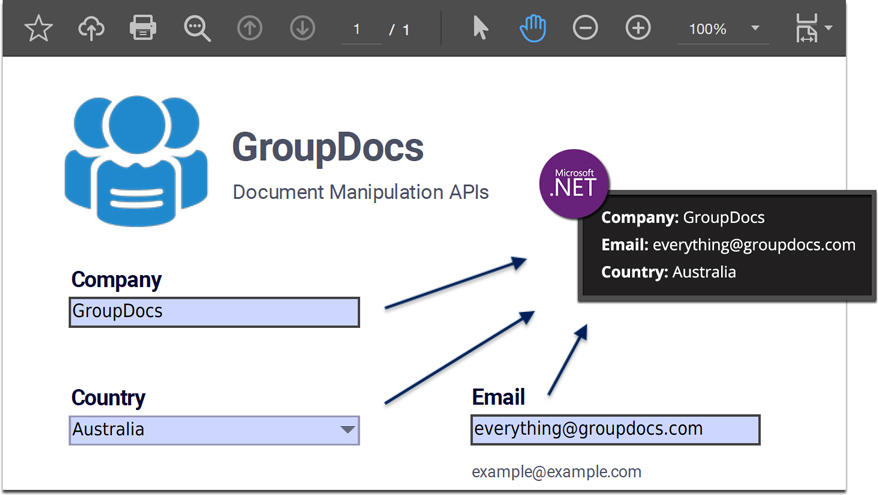 1 / 1
100%
GroupDocs
Document Manipulation APIs
Microsoft
.NET
Company: GroupDocs
Email: everything@groupdocs.com
Country: Australia
Company
GroupDocs
Country
Australia
Email
everything@groupdocs.com
example@example.com